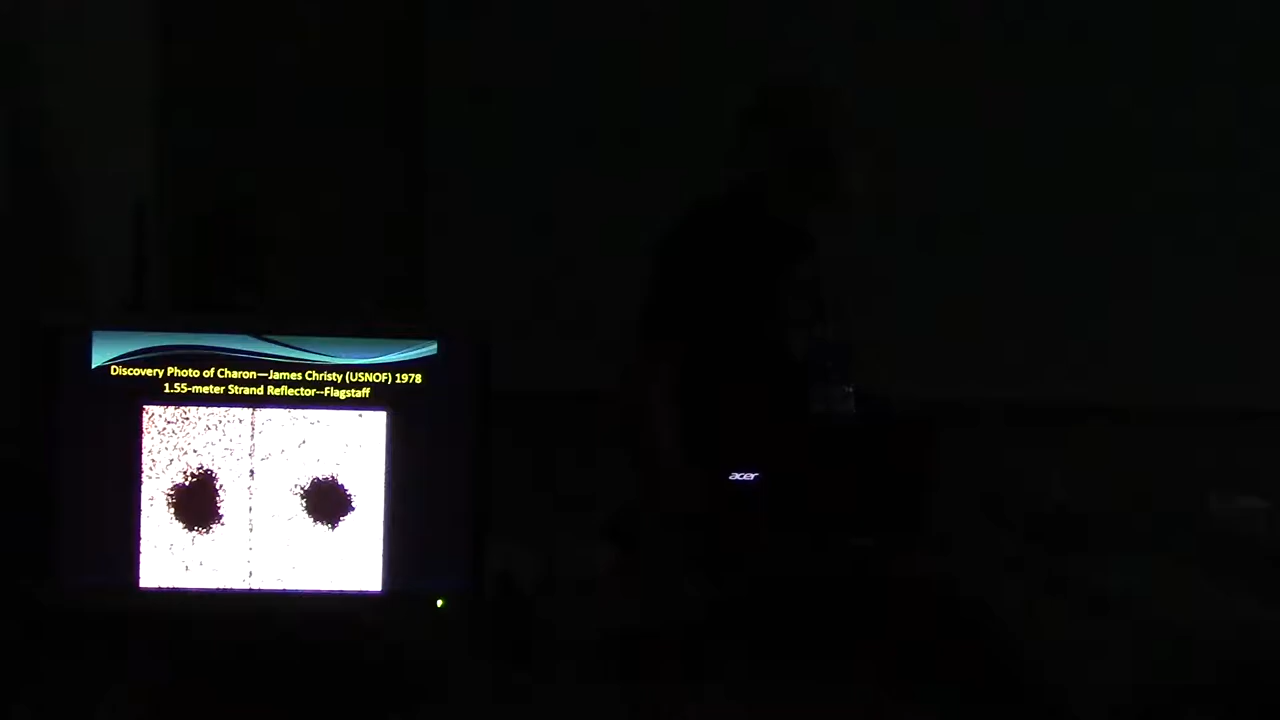 Discovery Photo of Charon—James Christy (USNOF) 1978
1.55-meter Strand Reflector--Flagstaff
acer